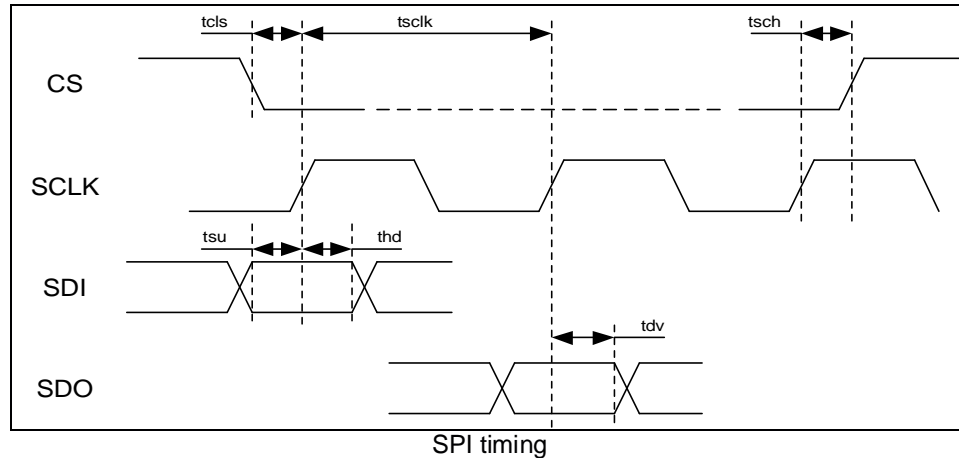 tcls tsclk tsch
CS
SCLK
tsu thd
SDI
tdv
SDO
SPI timing